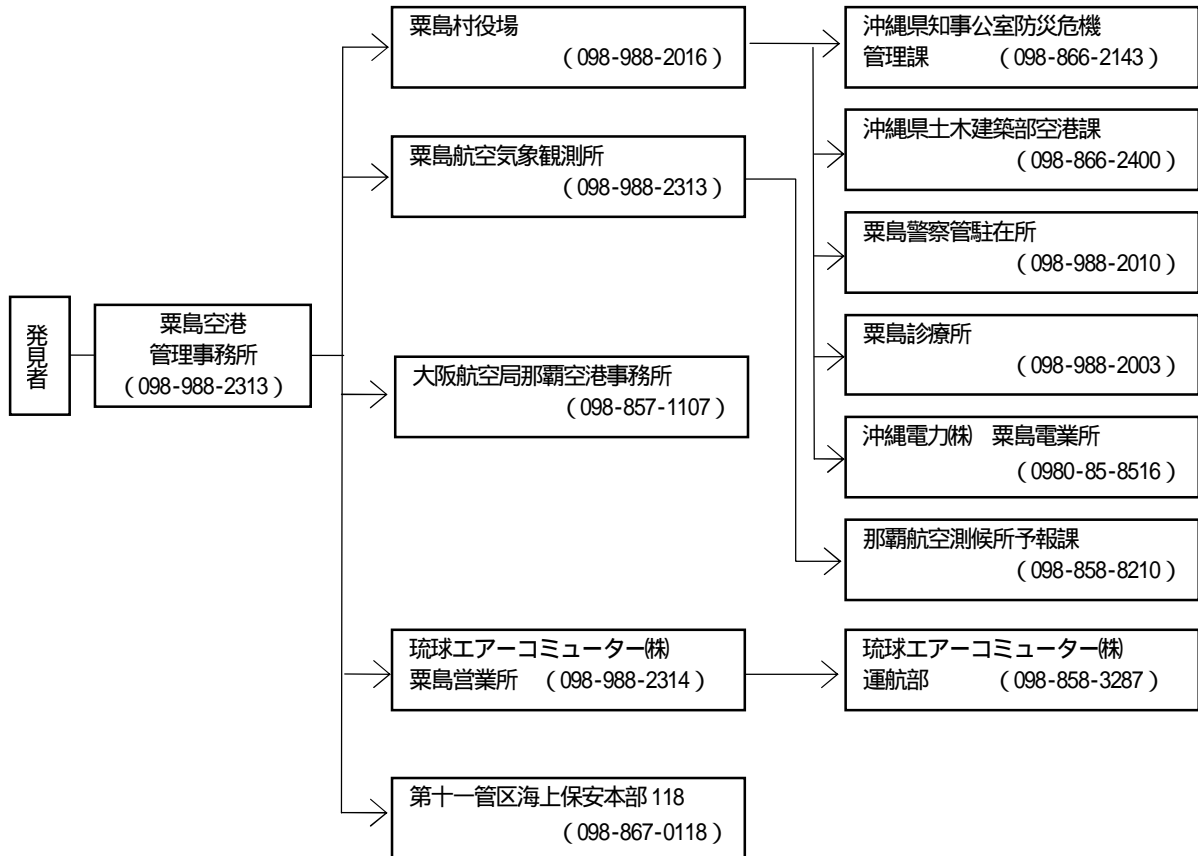 発見者
粟島空港
管理事務所
（098-988-2313）
粟島村役場
（098-988-2016）
粟島航空気象観測所
（098-988-2313）
大阪航空局那覇空港事務所
（098-857-1107）
琉球エアーコミューター㈱
粟島営業所　（098-988-2314）
第十一管区海上保安本部 118
（098-867-0118）
沖縄県知事公室防災危機
管理課　（098-866-2143）
沖縄県土木建築部空港課
（098-866-2400）
粟島警察管駐在所
（098-988-2010）
粟島診療所
（098-988-2003）
沖縄電力㈱　粟島電業所
（0980-85-8516）
那覇航空測候所予報課
（098-858-8210）
琉球エアーコミューター㈱
運航部　（098-858-3287）